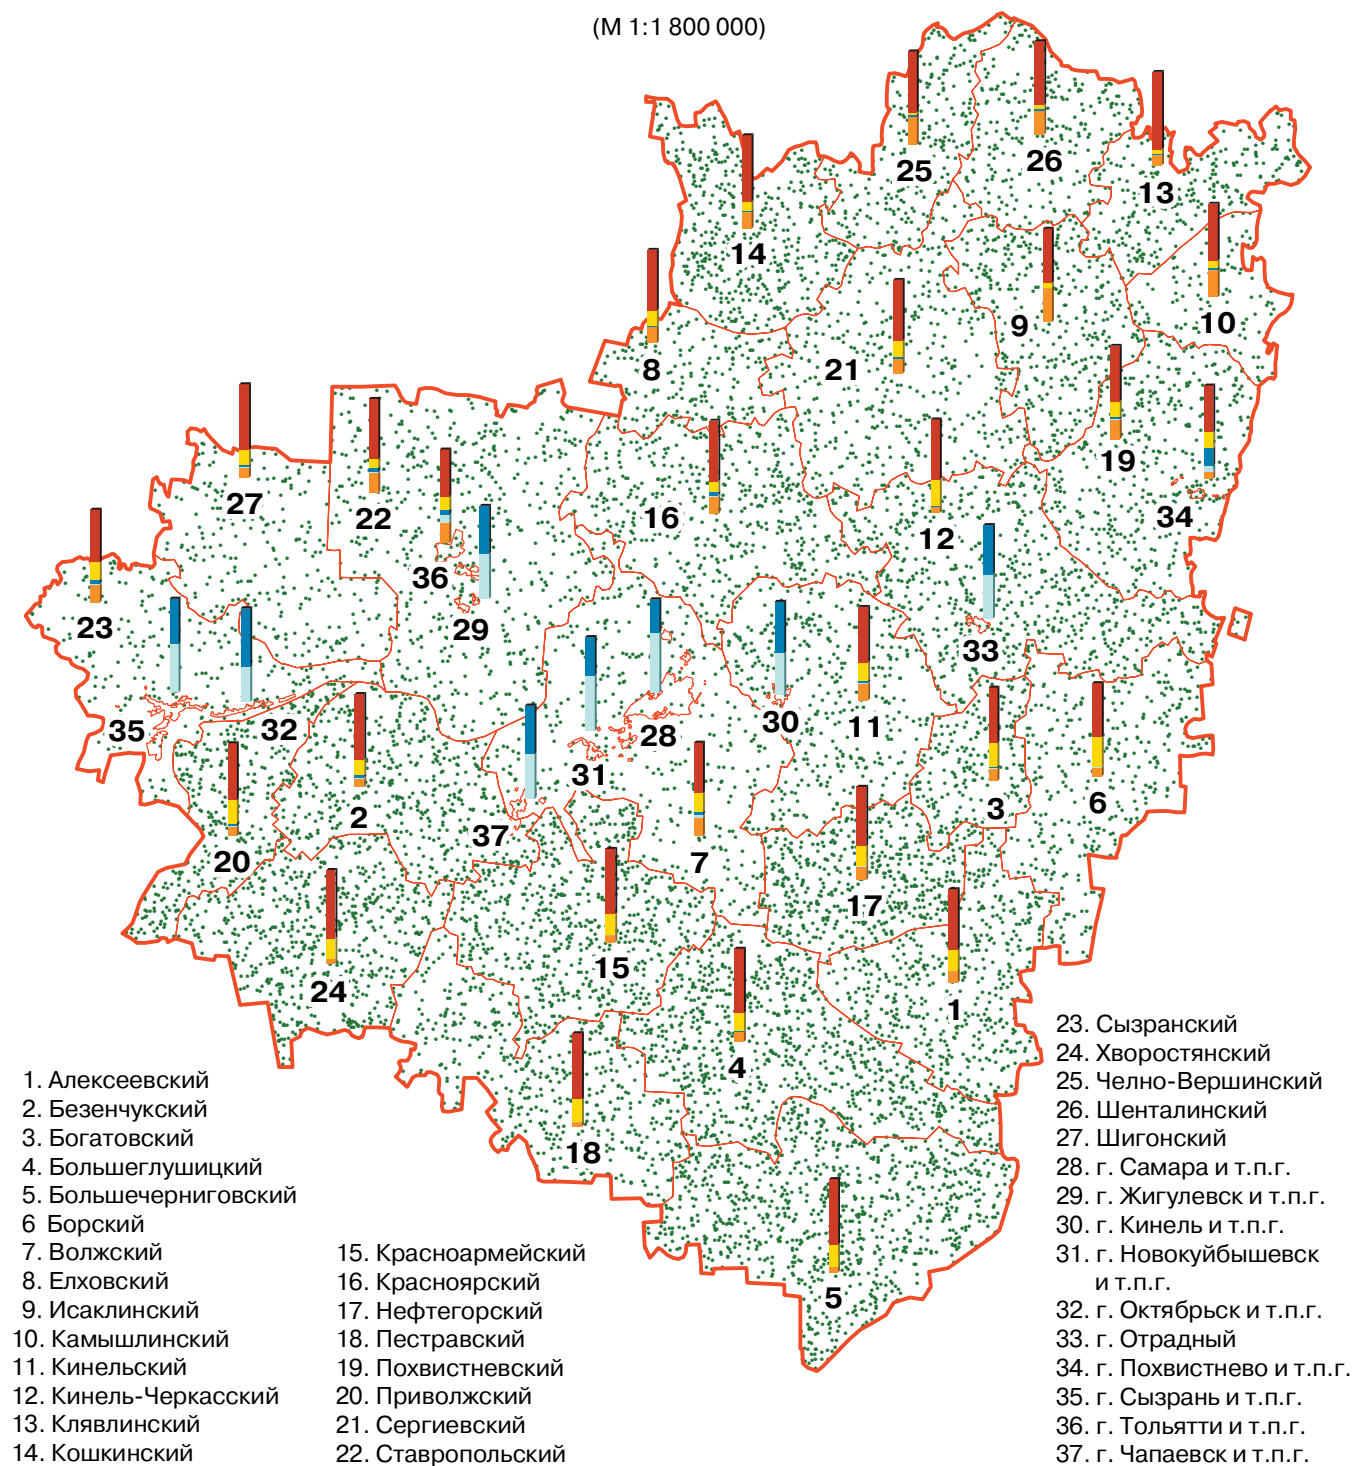 (М 1:1 800 000)
25
26
13
14
10
9
8
21
19
27
22
16
34
12
36
23
29
33
35
32
28
30
11
31
3
6
2
37
20
7
17
24
15
1
4
18
5
1. Алексеевский
2. Безенчукский
3. Богатовский
4. Большеглушицкий
5. Большечерниговский
6 Борский
7. Волжский
8. Елховский
9. Исаклинский
10. Камышлинский
11. Кинельский
12. Кинель-Черкасский
13. Клявлинский
14. Кошкинский
15. Красноармейский
16. Красноярский
17. Нефтегорский
18. Пестравский
19. Похвистневский
20. Приволжский
21. Сергиевский
22. Ставропольский
23. Сызранский
24. Хворостянский
25. Челно-Вершинский
26. Шенталинский
27. Шигонский
28. г. Самара и т.п.г.
29. г. Жигулевск и т.п.г.
30. г. Кинель и т.п.г.
31. г. Новокуйбышевск
и т.п.г.
32. г. Октябрьск и т.п.г.
33. г. Отрадный
34. г. Похвистнево и т.п.г.
35. г. Сызрань и т.п.г.
36. г. Тольятти и т.п.г.
37. г. Чапаевск и т.п.г.